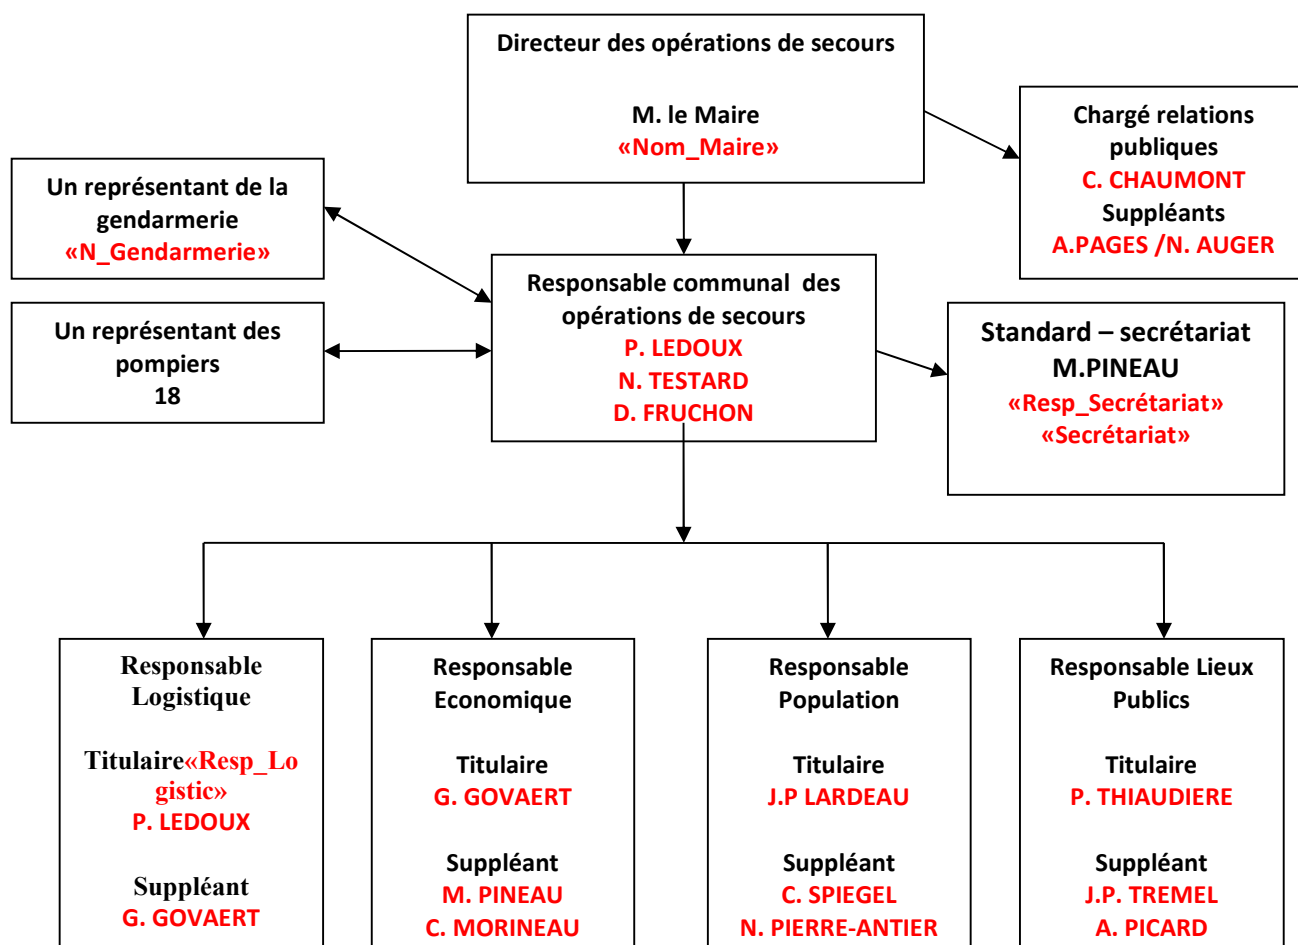 Directeur des opérations de secours
M. le Maire
«Nom_Maire»
Chargé relations
publiques
C. CHAUMONT
Suppléants
A.PAGES /N. AUGER
Un représentant de la
gendarmerie
«N_Gendarmerie»
Responsable communal  des
opérations de secours
P. LEDOUX
N. TESTARD
D. FRUCHON
Un représentant des
pompiers
18
Standard – secrétariat
M.PINEAU
«Resp_Secrétariat»
«Secrétariat»
Responsable
Logistique
Titulaire«Resp_Lo
gistic»
P. LEDOUX
Suppléant
G. GOVAERT
Responsable
Economique
Titulaire
G. GOVAERT
Suppléant
M. PINEAU
C. MORINEAU
Responsable
Population
Titulaire
J.P LARDEAU
Suppléant
C. SPIEGEL
N. PIERRE-ANTIER
Responsable Lieux
Publics
Titulaire
P. THIAUDIERE
Suppléant
J.P. TREMEL
A. PICARD